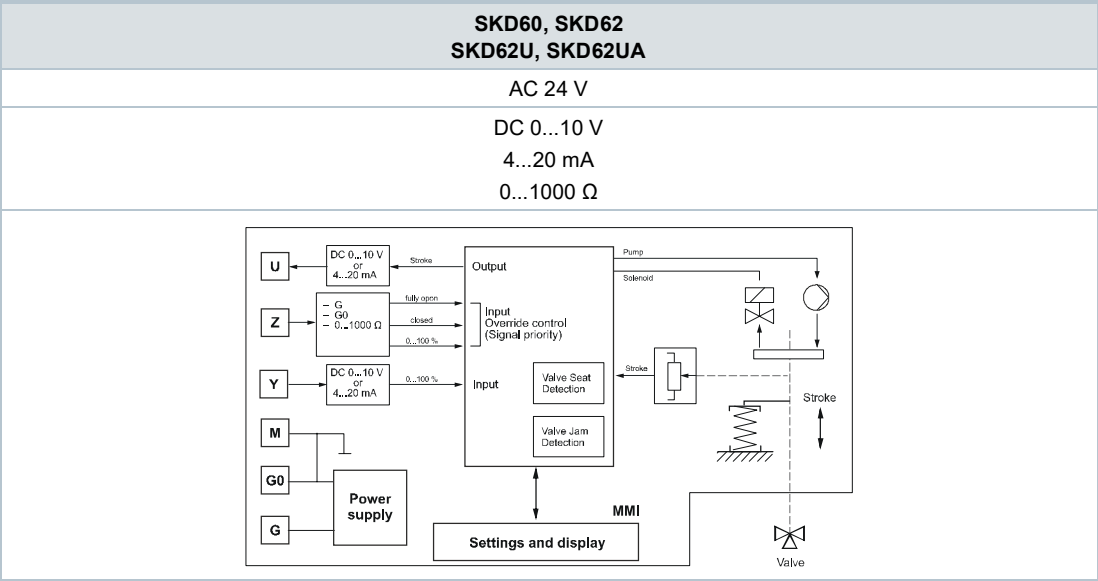 SKD60, SKD62
SKD62U, SKD62UA
AC 24 V
DC 0...10 V
4...20 mA
0...1000 Ω
U
DC 0...10 V
or
4...20 mA
Stroke
Output
Pump
Solenoid
Z
– G
– G0
– 0...1000 Ω
fully open
closed
0...100 %
Input
Override control
(Signal priority)
Y
DC 0...10 V
or
4...20 mA
0...100 %
Input
Valve Seat
Detection
Stroke
Stroke
Valve Jam
Detection
M
G0
G
Power
supply
MMI
Settings and display
Valve